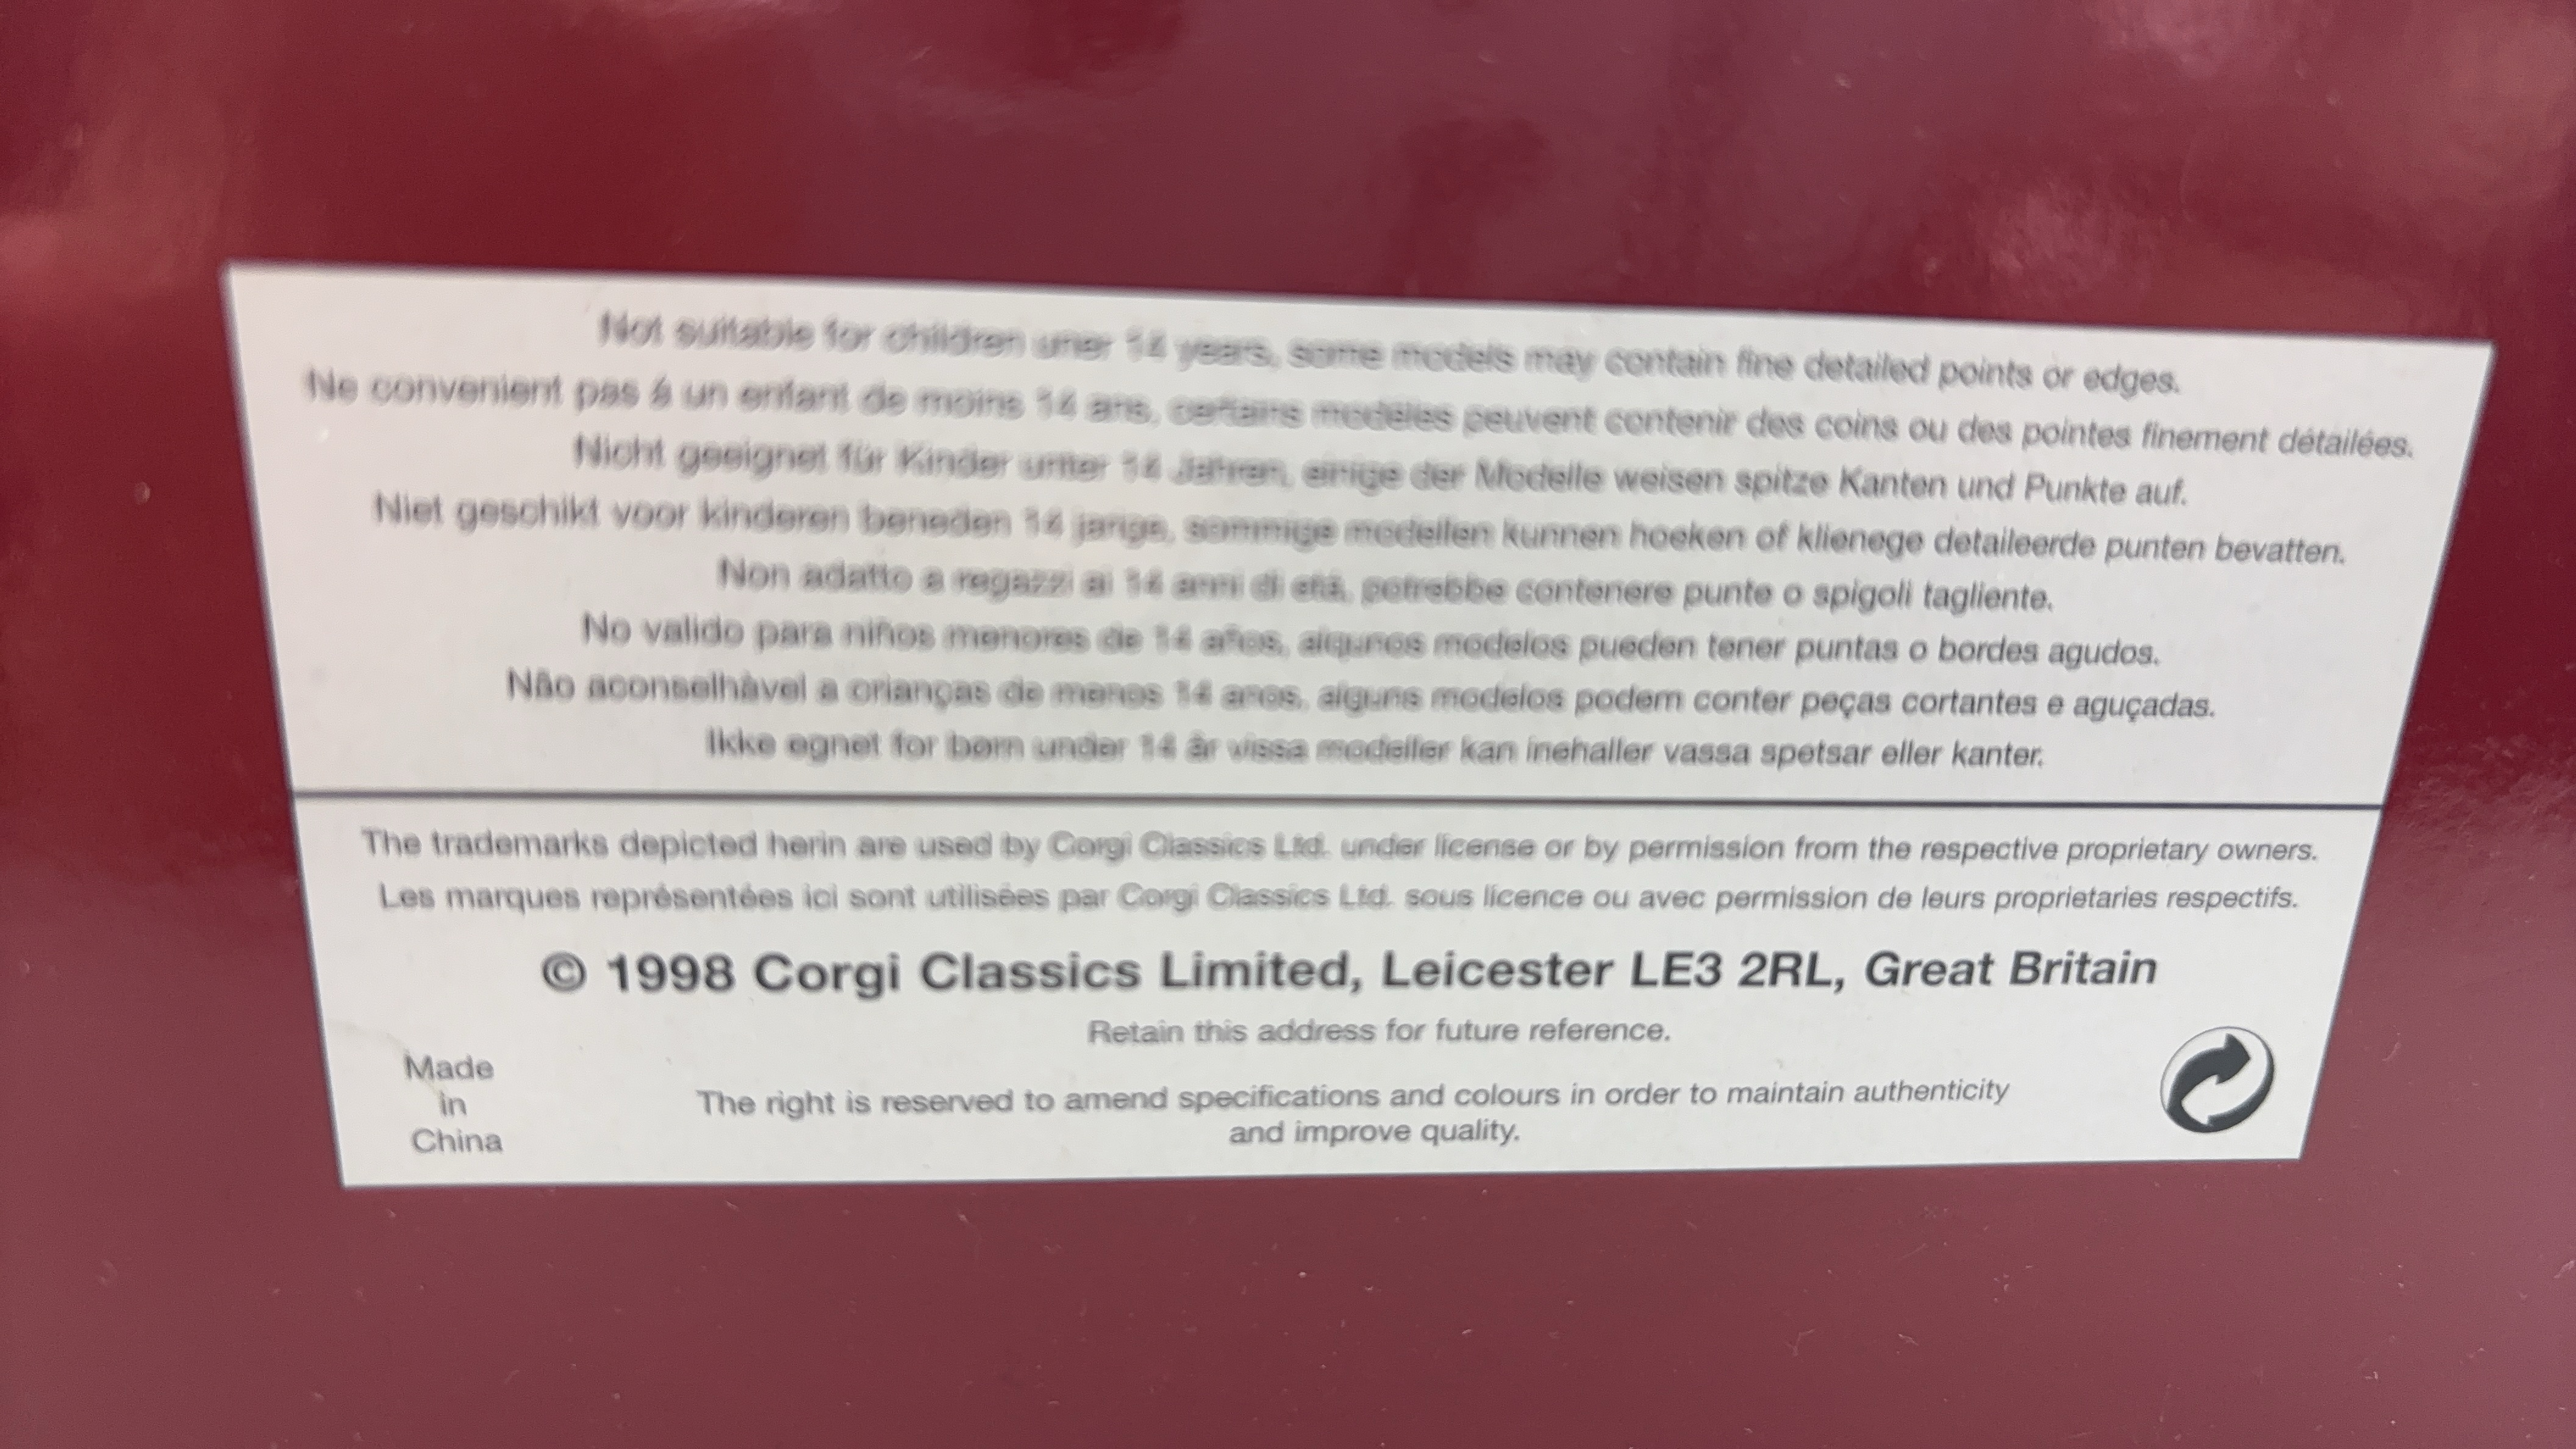 Not suitable for children uner 14 years, some models may contain fine detailed points or edges.
Ne convenient pas á un enfant de moins 14 ans, certains modèles peuvent contenir des coins ou des pointes finement détailées.
Nicht geeignet für Kinder unter 14 Jahren, einige der Modelle weisen spitze Kanten und Punkte auf.
Niet geschikt voor kinderen beneden 14 jarige, sommige modellen kunnen hoeken of klienege detaileerde punten bevatten.
Non adatto a regazzi ai 14 anni di etá, potrebbe contenere punte o spigoli tagliente.
No valido para niños menores de 14 años, algunos modelos pueden tener puntas o bordes agudos.
Não aconselhàvel a crianças de menos 14 anos, alguns modelos podem conter peças cortantes e aguçadas.
Ikke egnet for børn under 14 år vissa modeller kan inehaller vassa spetsar eller kanter.
The trademarks depicted herin are used by Corgi Classics Ltd. under license or by permission from the respective proprietary owners.
Les marques représentées ici sont utilisées par Corgi Classics Ltd. sous licence ou avec permission de leurs proprietaries respectifs.
© 1998 Corgi Classics Limited, Leicester LE3 2RL, Great Britain
Retain this address for future reference.
Made
in
China
The right is reserved to amend specifications and colours in order to maintain authenticity
and improve quality.